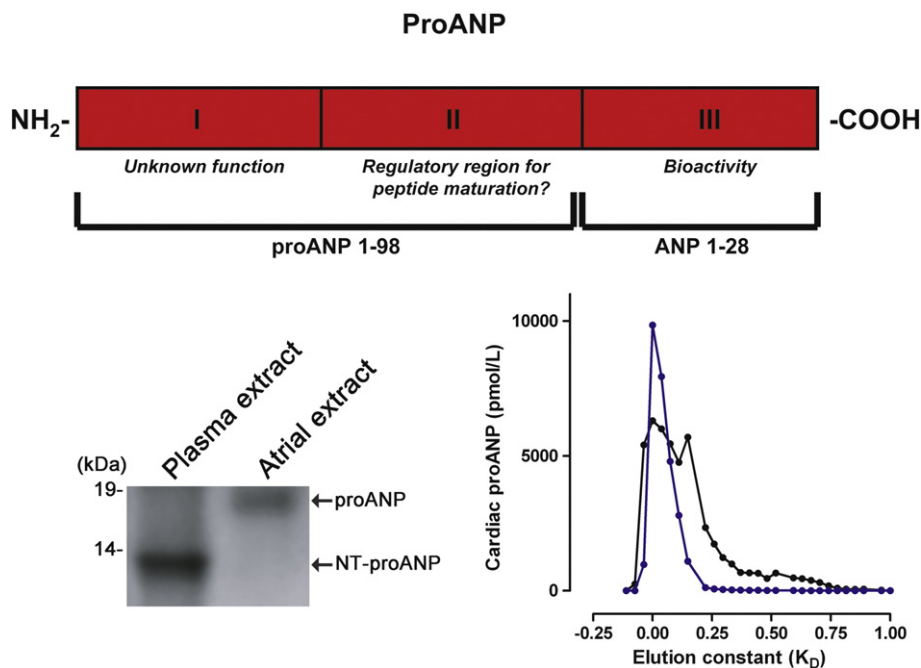 ProANP
NH2- I II III -COOH
Unknown function Regulatory region for Bioactivity
peptide maturation?
proANP 1-98 ANP 1-28
Plasma extract
Atrial extract
(kDa)
19-
proANP
14-
NT-proANP
Cardiac proANP (pmol/L)
10000
5000
0
-0.25 0.00 0.25 0.50 0.75 1.00
Elution constant (KD)